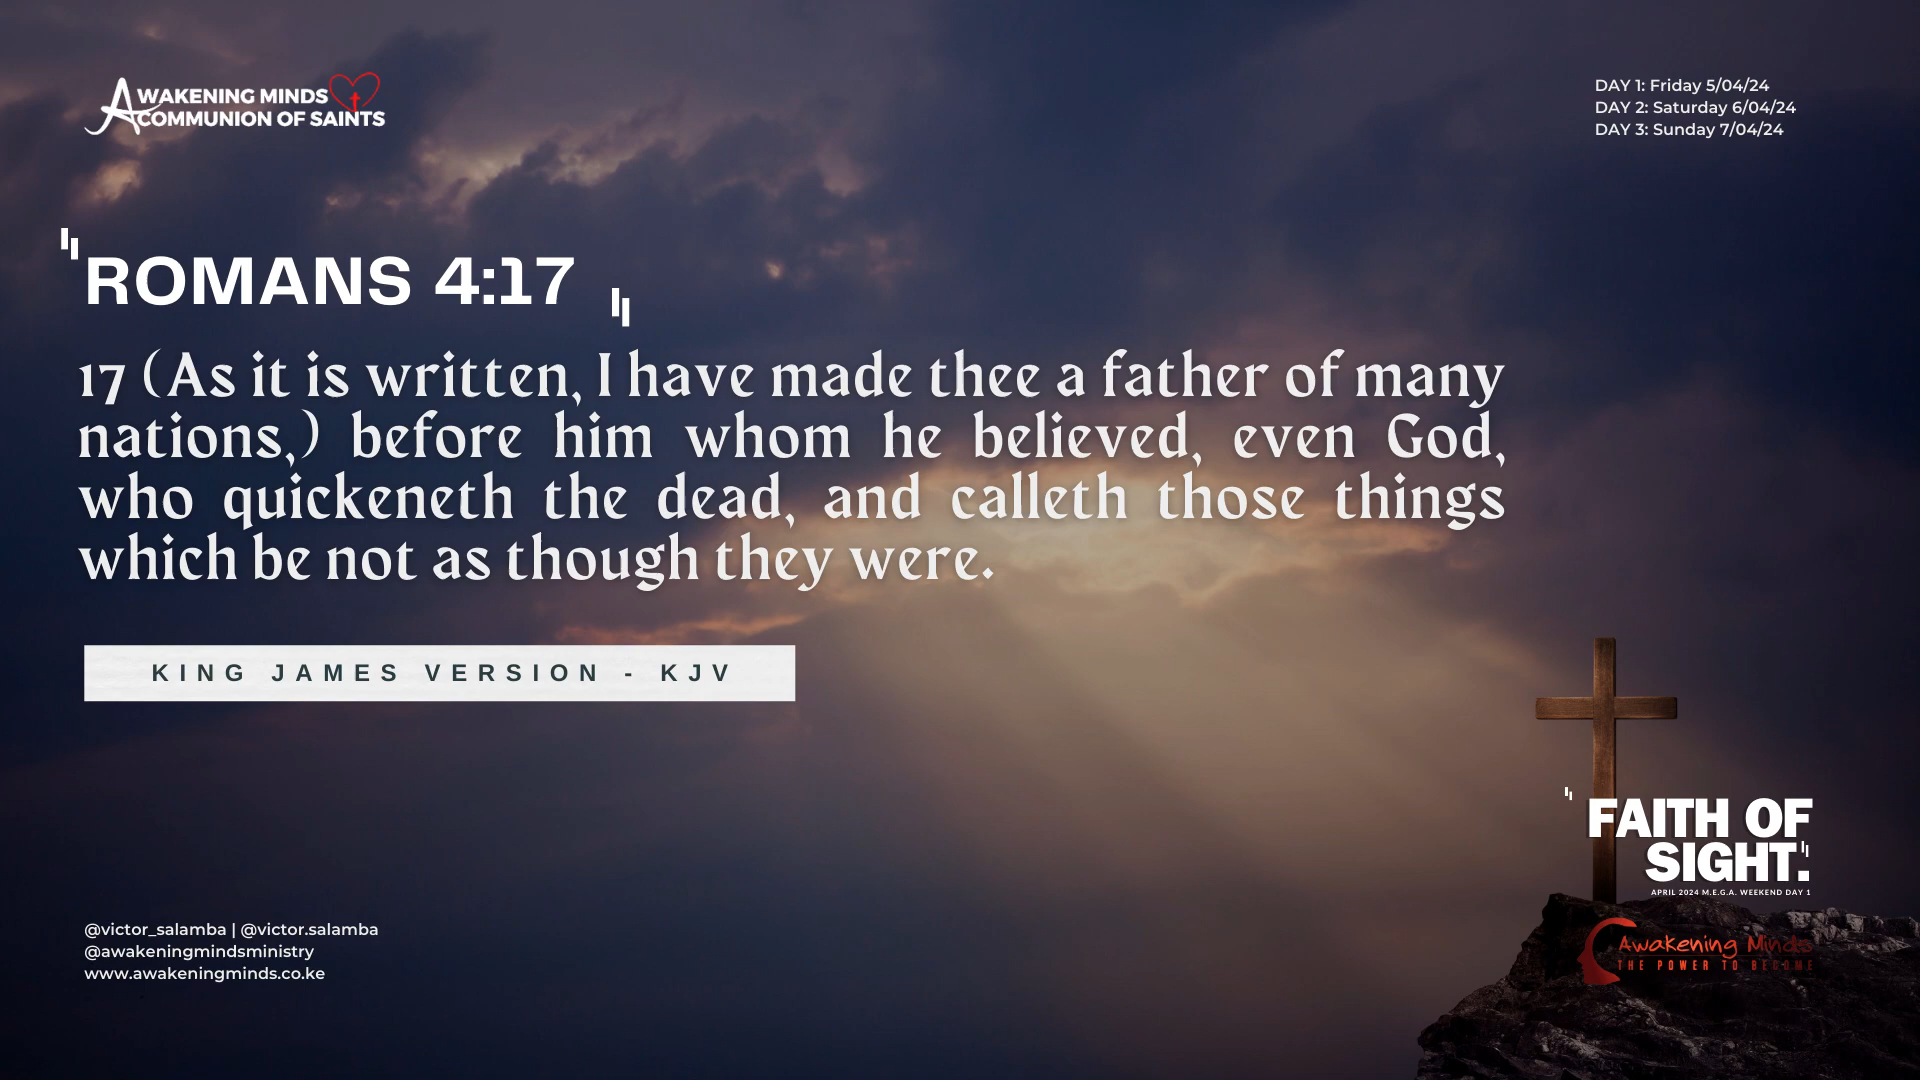 AWAKENING MINDS
COMMUNION OF SAINTS
DAY 1: Friday 5/04/24
DAY 2: Saturday 6/04/24
DAY 3: Sunday 7/04/24
ROMANS 4:17
17 (As it is written, I have made thee a father of many
nations,) before him whom he believed, even God,
who quickeneth the dead, and calleth those things
which be not as though they were.
KING JAMES VERSION - KJV
FAITH OF
SIGHT.
APRIL 2024 M.E.G.A. WEEKEND DAY 1
Awakening Minds
THE POWER TO BECOME
@victor_salamba | @victor.salamba
@awakeningmindsministry
www.awakeningminds.co.ke